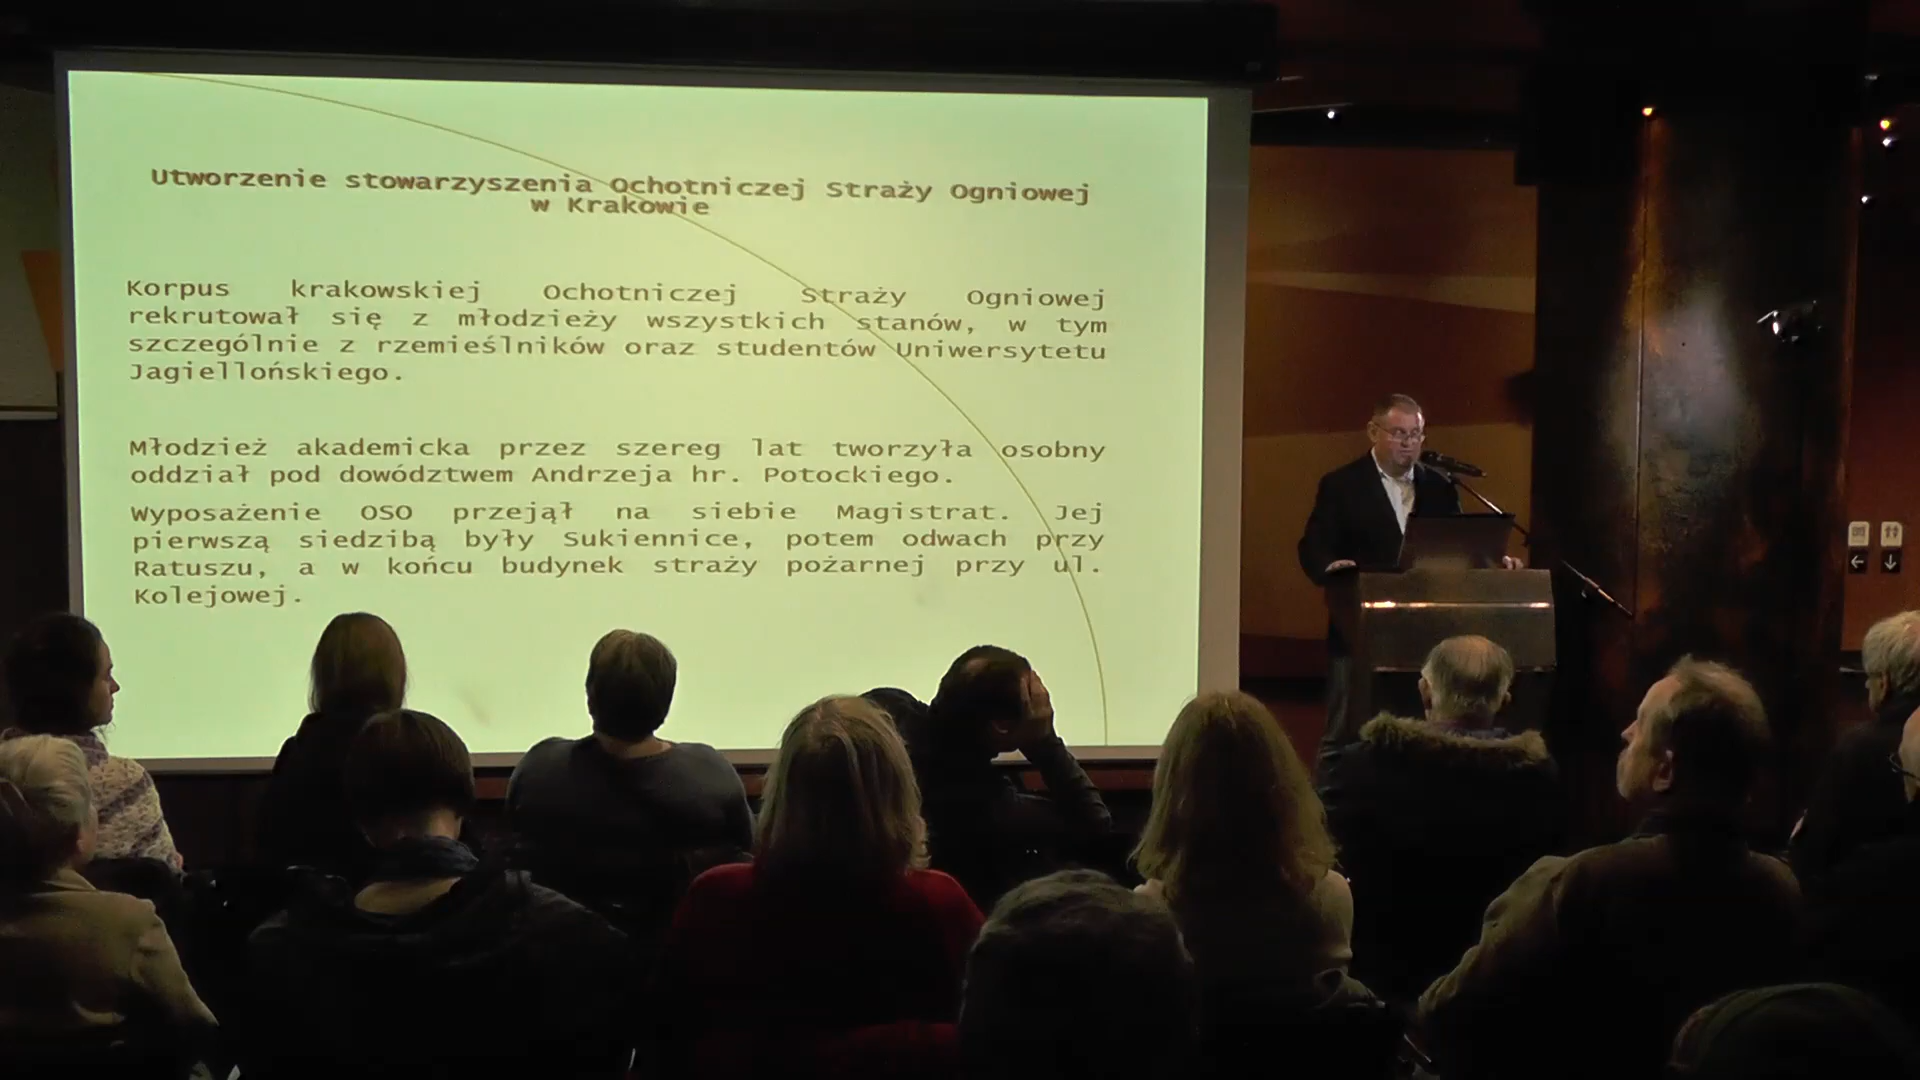 Utworzenie stowarzyszenia Ochotniczej Straży Ogniowej
w Krakowie
Korpus krakowskiej Ochotniczej Straży Ogniowej
rekrutował się z młodzieży wszystkich stanów, w tym
szczególnie z rzemieślników oraz studentów Uniwersytetu
Jagiellońskiego.
Młodzież akademicka przez szereg lat tworzyła osobny
oddział pod dowództwem Andrzeja hr. Potockiego.
Wyposażenie OSO przejął na siebie Magistrat. Jej
pierwszą siedzibą były Sukiennice, potem odwach przy
Ratuszu, a w końcu budynek straży pożarnej przy ul.
Kolejowej.